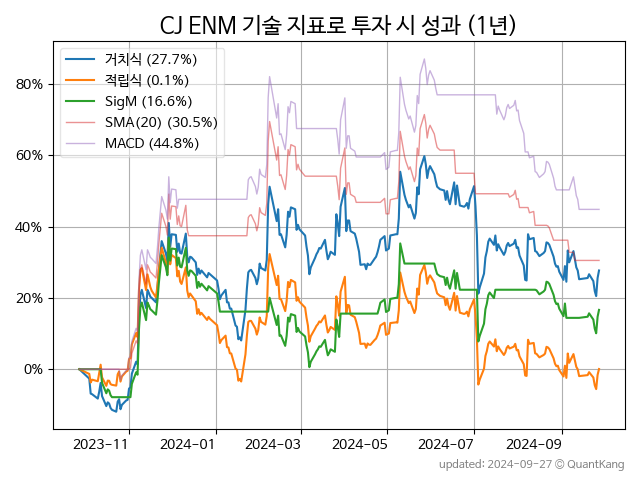 CJ ENM 기술 지표로 투자 시 성과 (1년)
거치식 (27.7%)
적립식 (0.1%)
SigM (16.6%)
SMA(20) (30.5%)
MACD (44.8%)
80%
60%
40%
20%
0%
2023-11 2024-01 2024-03 2024-05 2024-07 2024-09
updated: 2024-09-27 © QuantKang